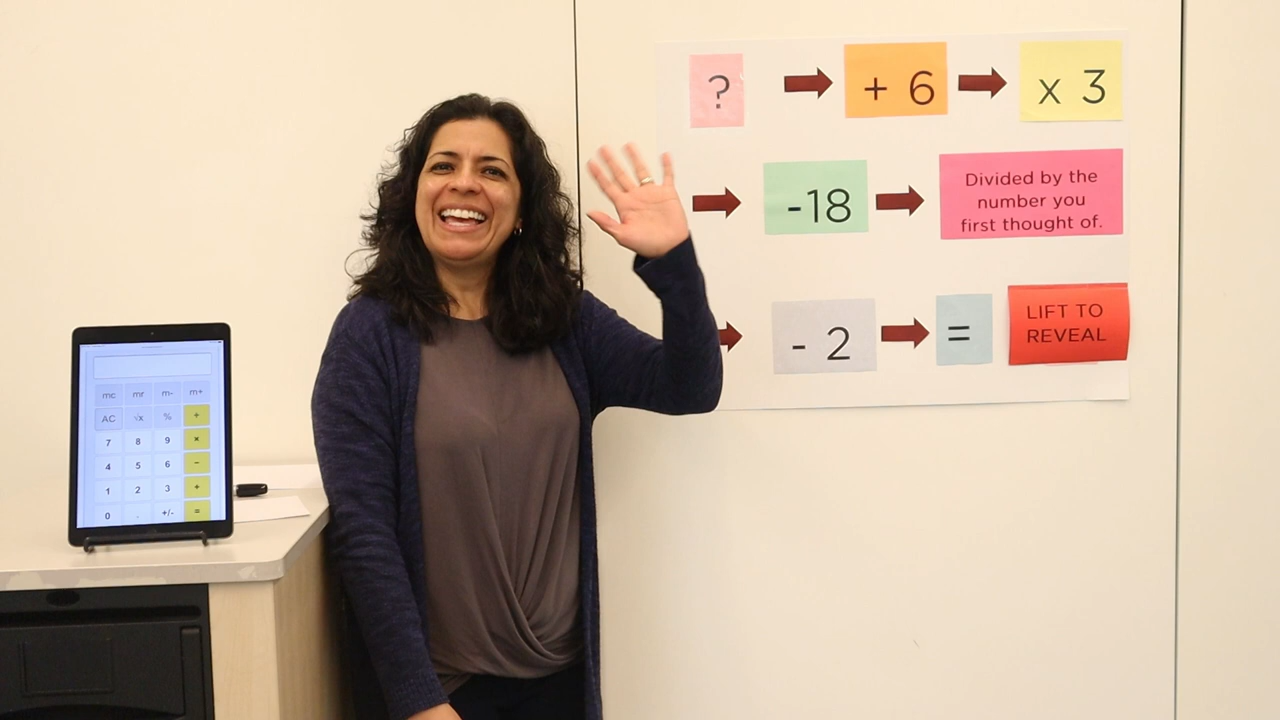 ? + 6 x 3
-18 Divided by the
number you
first thought of.
- 2 = LIFT TO
REVEAL
mc mr m- m+
AC √x %
7 8 9 ×
4 5 6 −
1 2 3 +
0 . +/- =